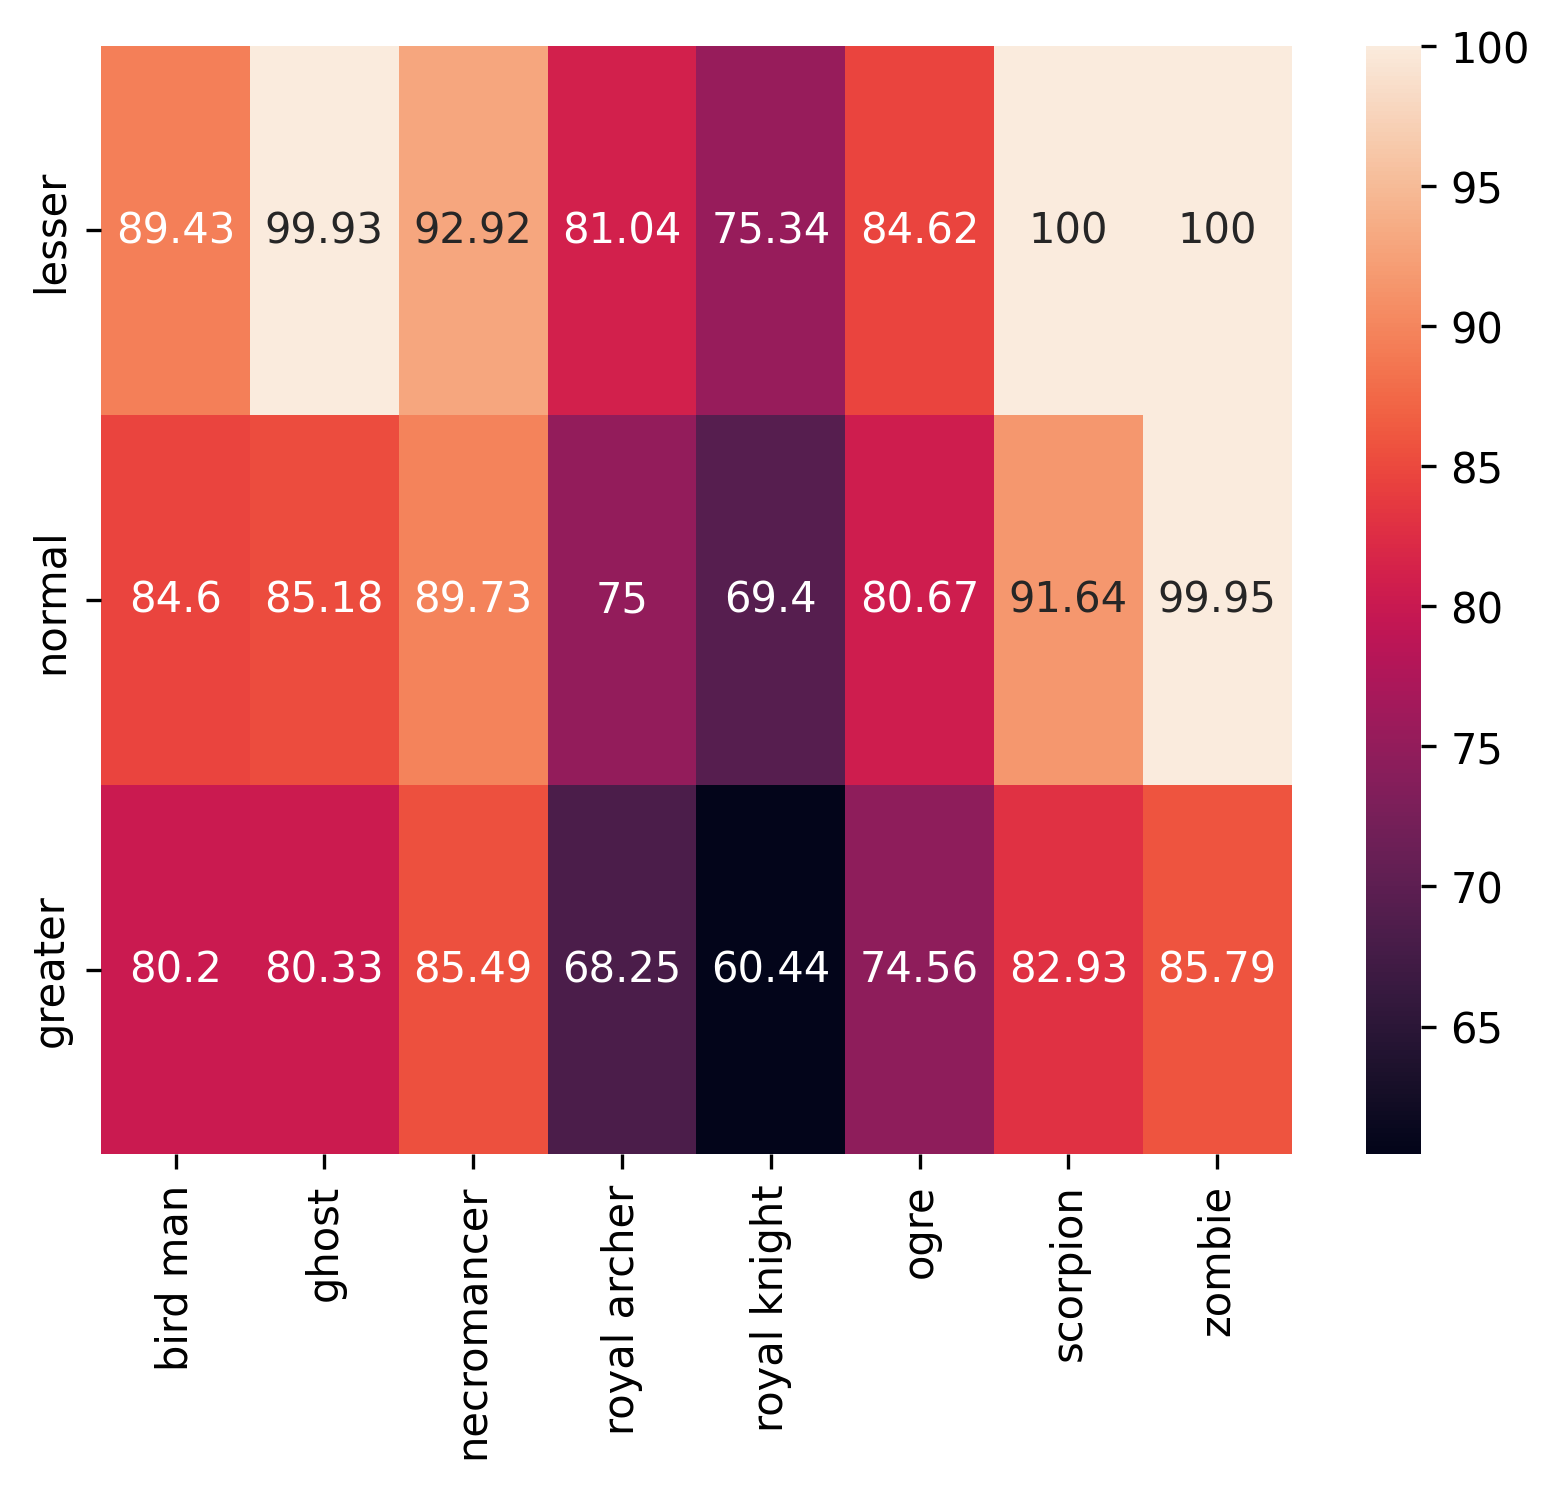 100
95
90
85
80
75
70
65
lesser 89.43 99.93 92.92 81.04 75.34 84.62 100 100
normal 84.6 85.18 89.73 75 69.4 80.67 91.64 99.95
greater 80.2 80.33 85.49 68.25 60.44 74.56 82.93 85.79
bird man
ghost
necromancer
royal archer
royal knight
ogre
scorpion
zombie